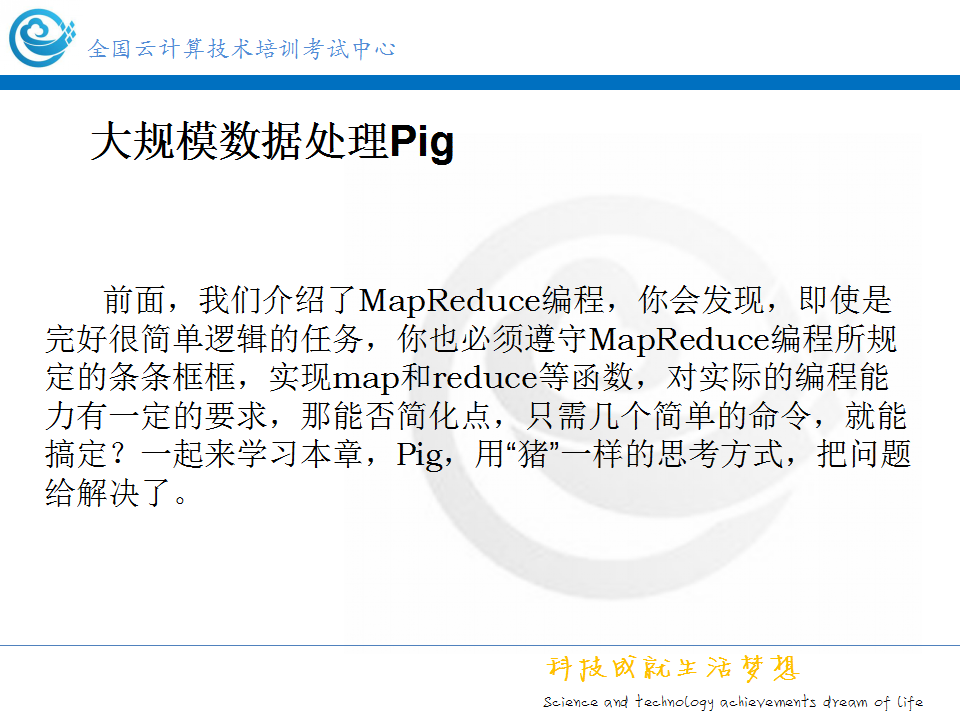 全国云计算技术培训考试中心
大规模数据处理Pig
前面，我们介绍了MapReduce编程，你会发现，即使是
完好很简单逻辑的任务，你也必须遵守MapReduce编程所规
定的条条框框，实现map和reduce等函数，对实际的编程能
力有一定的要求，那能否简化点，只需几个简单的命令，就能
搞定？一起来学习本章，Pig，用“猪”一样的思考方式，把问题
给解决了。
科技成就生活梦想
Science and technology achievements dream of life